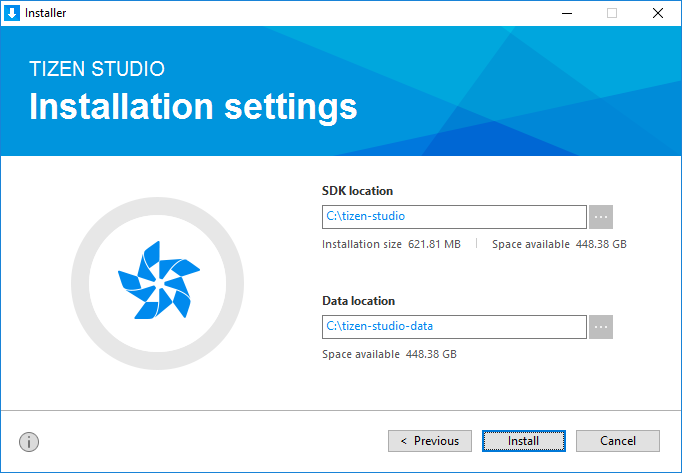 Installer
TIZEN STUDIO
Installation settings
SDK location
C:\tizen-studio
...
Installation size 621.81 MB Space available 448.38 GB
Data location
C:\tizen-studio-data
...
Space available 448.38 GB
i
< Previous Install Cancel